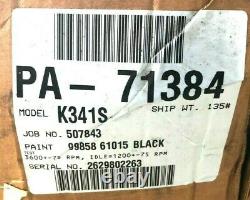 PA- 71384
MODEL K341S SHIP WT. 135#
JOB NO. 507843
PAINT 99858 61015 BLACK
TEST
3600+-75 RPM, IDLE=1200+-75 RPM
SERIAL NO. 2629802263